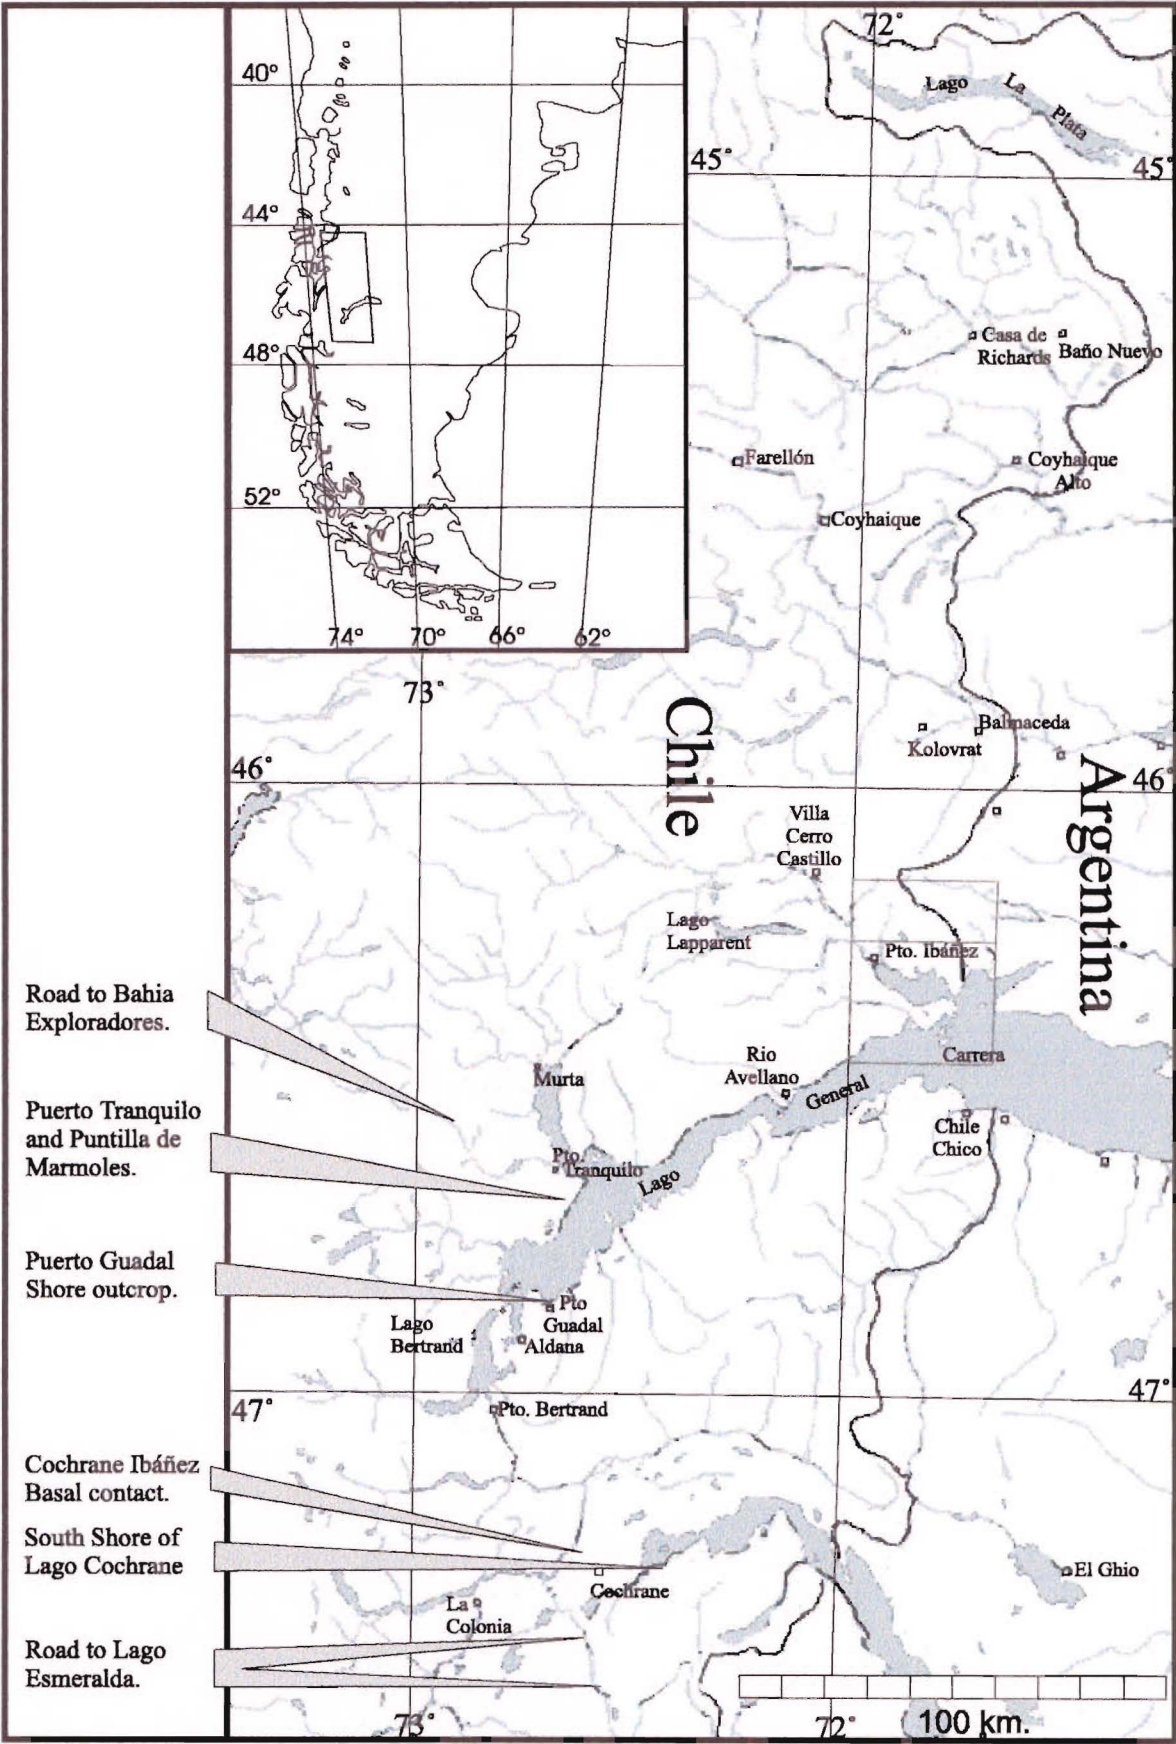 40°
44°
48°
52°
74°
70°
66°
62°
72°
Lago La Plata
45°
45°
Casa de
Richards
Baño Nuevo
Farellón
Coyhaique
Alto
Coyhaique
73°
Chile
Balmaceda
Kolovrat
46°
46°
Argentina
Villa
Cerro
Castillo
Lago
Lapparent
Pto. Ibáñez
Road to Bahia
Exploradores.
Murta
Rio
Avellano
Lago General Carrera
Puerto Tranquilo
and Puntilla de
Marmoles.
Pto.
Tranquilo
Chile
Chico
Puerto Guadal
Shore outcrop.
Pto
Guadal
Lago
Bertrand
Aldana
47°
47°
Pto. Bertrand
Cochrane Ibáñez
Basal contact.
South Shore of
Lago Cochrane
Cochrane
El Ghio
La
Colonia
Road to Lago
Esmeralda.
73°
72°
100 km.